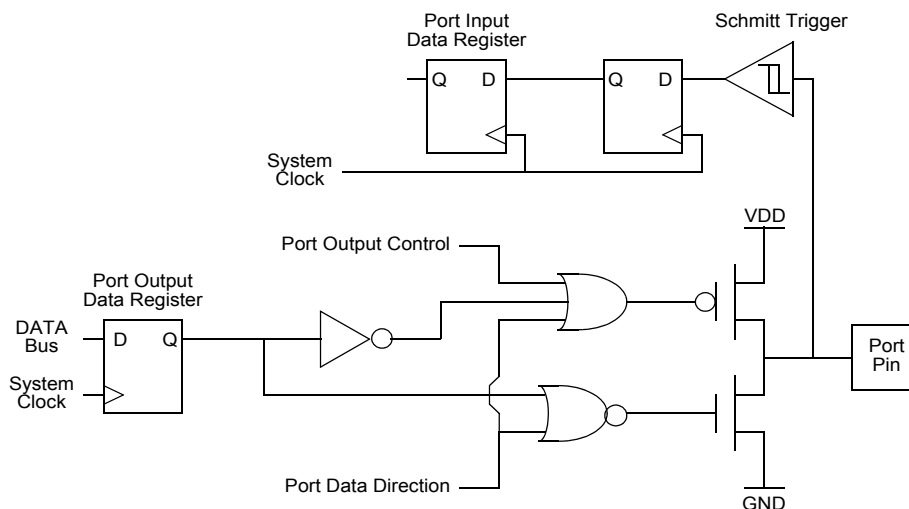 Port Input
Data Register
Schmitt Trigger
Q D
Q D
System
Clock
VDD
Port Output Control
Port Output
Data Register
DATA
Bus
D Q
System
Clock
Port
Pin
Port Data Direction
GND